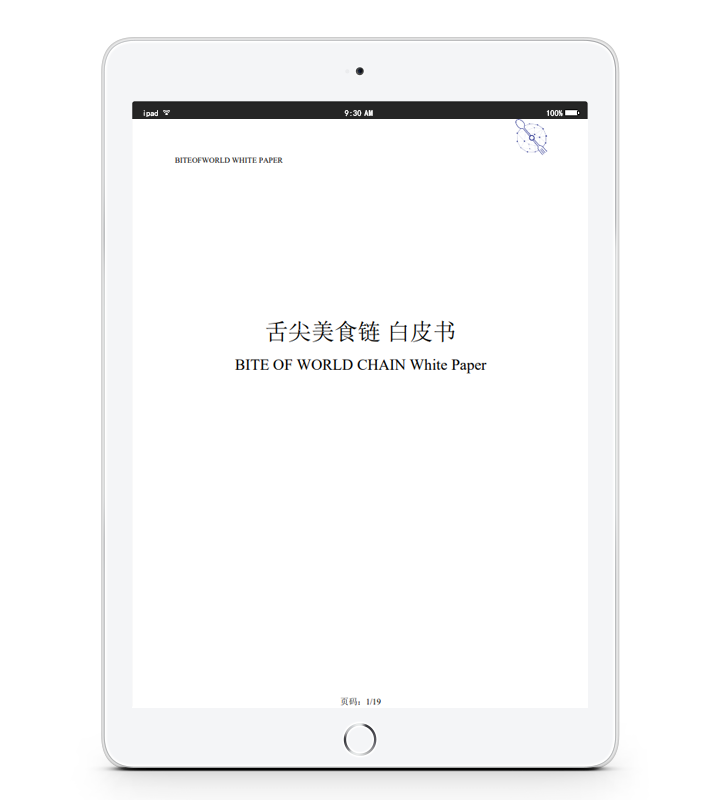 ipad 9:30 AM 100%
BITEOFWORLD WHITE PAPER
舌尖美食链 白皮书
BITE OF WORLD CHAIN White Paper
页码：1/19